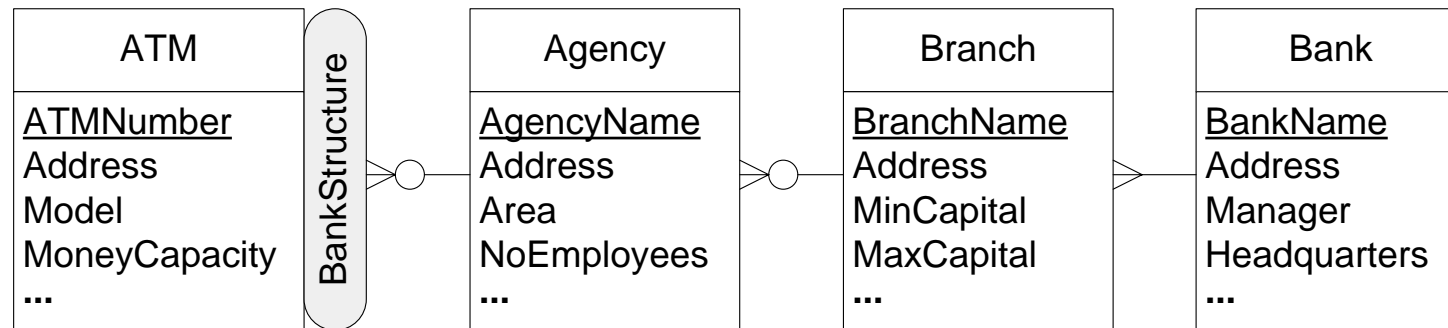 ATM
ATMNumber
Address
Model
MoneyCapacity
...
BankStructure
Agency
AgencyName
Address
Area
NoEmployees
...
Branch
BranchName
Address
MinCapital
MaxCapital
...
Bank
BankName
Address
Manager
Headquarters
...